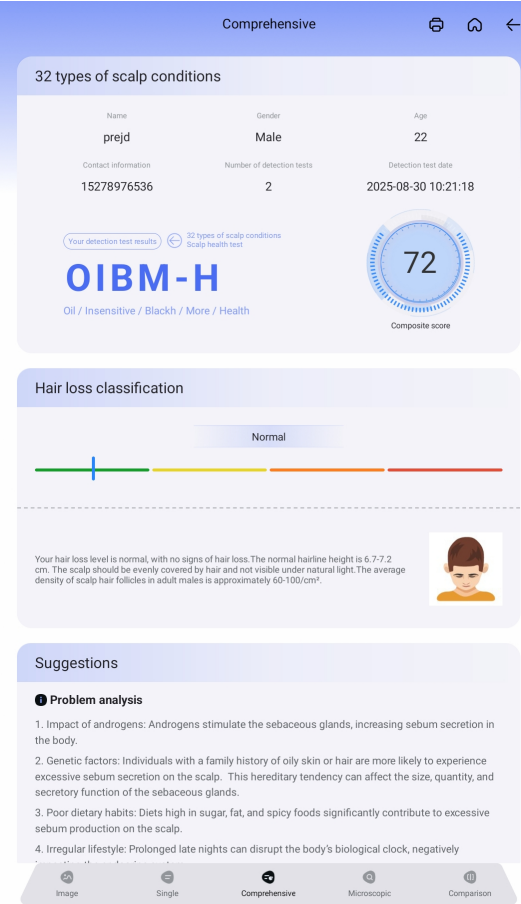 Comprehensive
32 types of scalp conditions
Name
Gender
Age
prejd
Male
22
Contact information
Number of detection tests
Detection test date
15278976536
2
2025-08-30 10:21:18
Your detection test results
32 types of scalp conditions
Scalp health test
OIBM-H
Oil / Insensitive / Blackh / More / Health
72
Composite score
Hair loss classification
Normal
Your hair loss level is normal, with no signs of hair loss.The normal hairline height is 6.7-7.2
cm. The scalp should be evenly covered by hair and not visible under natural light.The average
density of scalp hair follicles in adult males is approximately 60-100/cm².
Suggestions
Problem analysis
1. Impact of androgens: Androgens stimulate the sebaceous glands, increasing sebum secretion in
the body.
2. Genetic factors: Individuals with a family history of oily skin or hair are more likely to experience
excessive sebum secretion on the scalp. This hereditary tendency can affect the size, quantity, and
secretory function of the sebaceous glands.
3. Poor dietary habits: Diets high in sugar, fat, and spicy foods significantly contribute to excessive
sebum production on the scalp.
4. Irregular lifestyle: Prolonged late nights can disrupt the body's biological clock, negatively
Image
Single
Comprehensive
Microscopic
Comparison